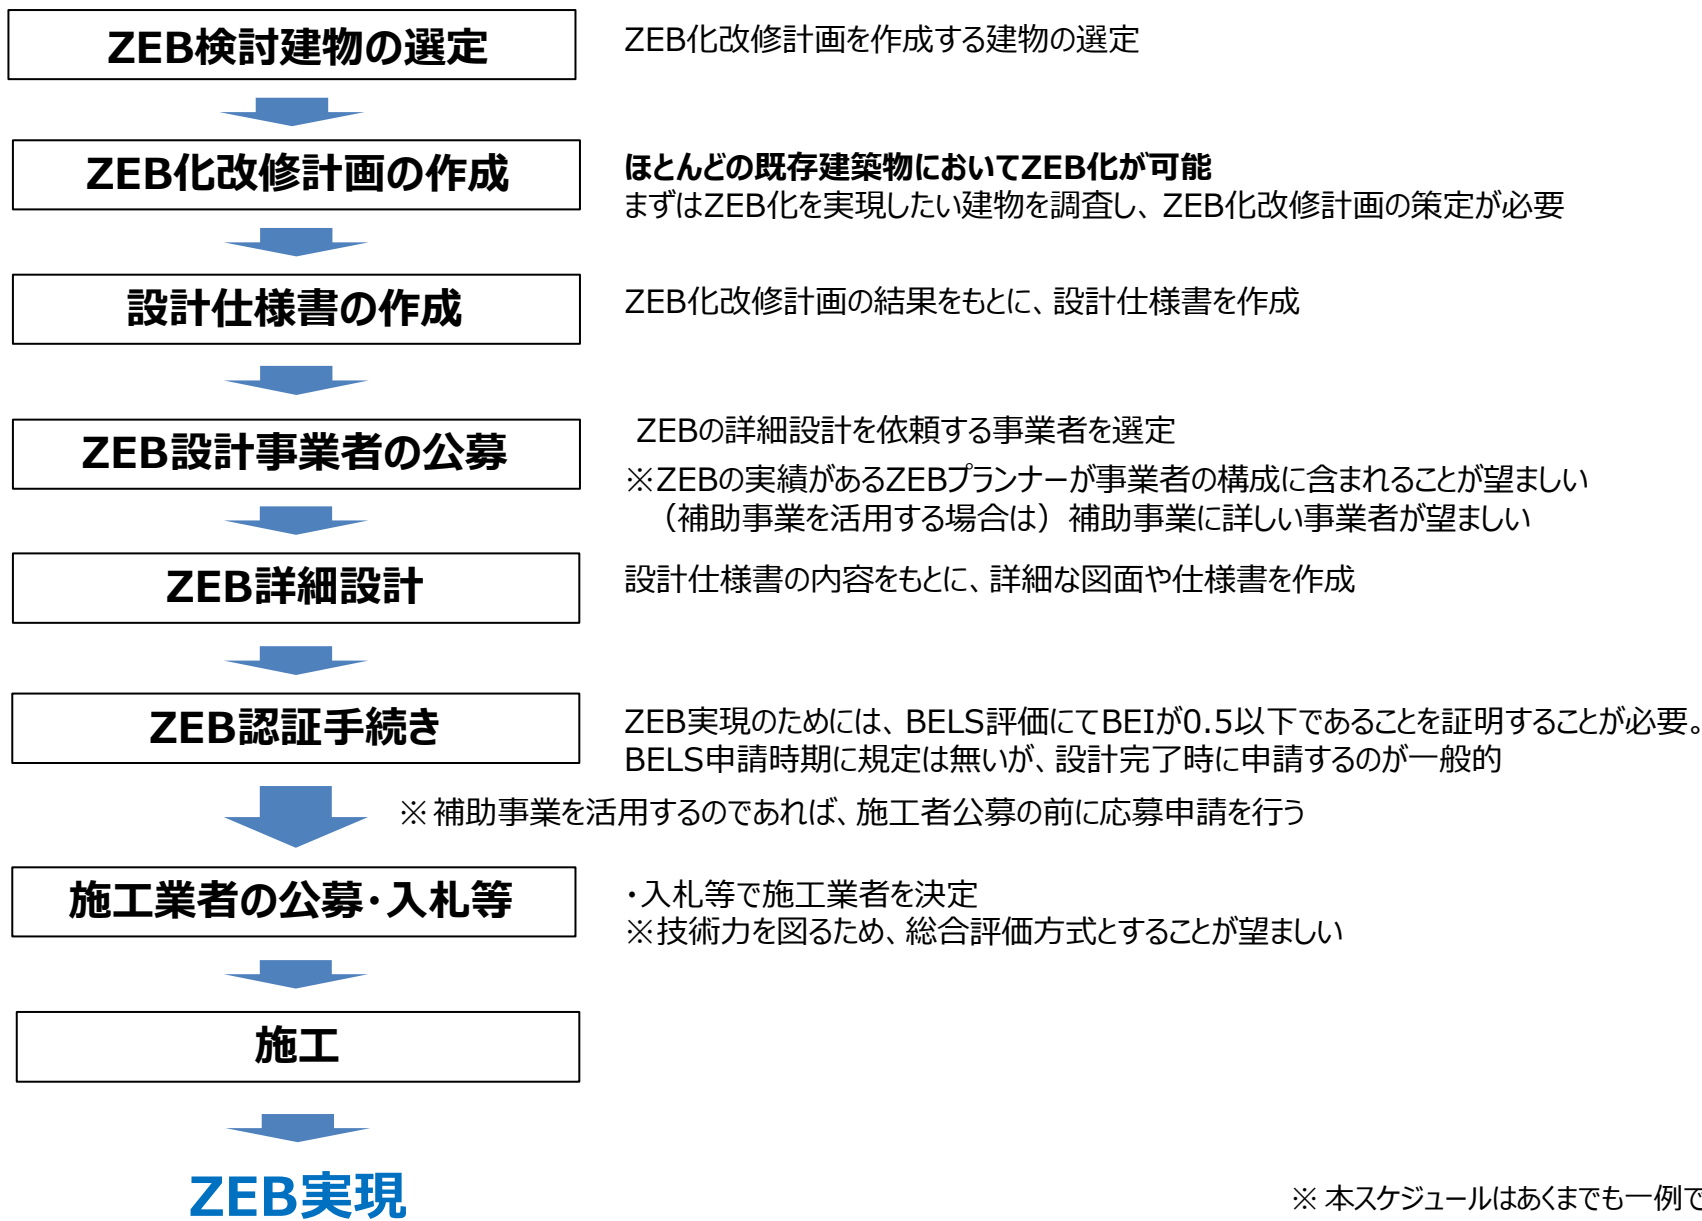 ZEB検討建物の選定
ZEB化改修計画を作成する建物の選定
ZEB化改修計画の作成
ほとんどの既存建築物においてZEB化が可能
まずはZEB化を実現したい建物を調査し、ZEB化改修計画の策定が必要
設計仕様書の作成
ZEB化改修計画の結果をもとに、設計仕様書を作成
ZEB設計事業者の公募
ZEBの詳細設計を依頼する事業者を選定
※ZEBの実績があるZEBプランナーが事業者の構成に含まれることが望ましい
（補助事業を活用する場合は）補助事業に詳しい事業者が望ましい
ZEB詳細設計
設計仕様書の内容をもとに、詳細な図面や仕様書を作成
ZEB認証手続き
ZEB実現のためには、BELS評価にてBEIが0.5以下であることを証明することが必要。
BELS申請時期に規定は無いが、設計完了時に申請するのが一般的
※補助事業を活用するのであれば、施工者公募の前に応募申請を行う
施工業者の公募・入札等
・入札等で施工業者を決定
※技術力を図るため、総合評価方式とすることが望ましい
施工
ZEB実現
※本スケジュールはあくまでも一例で